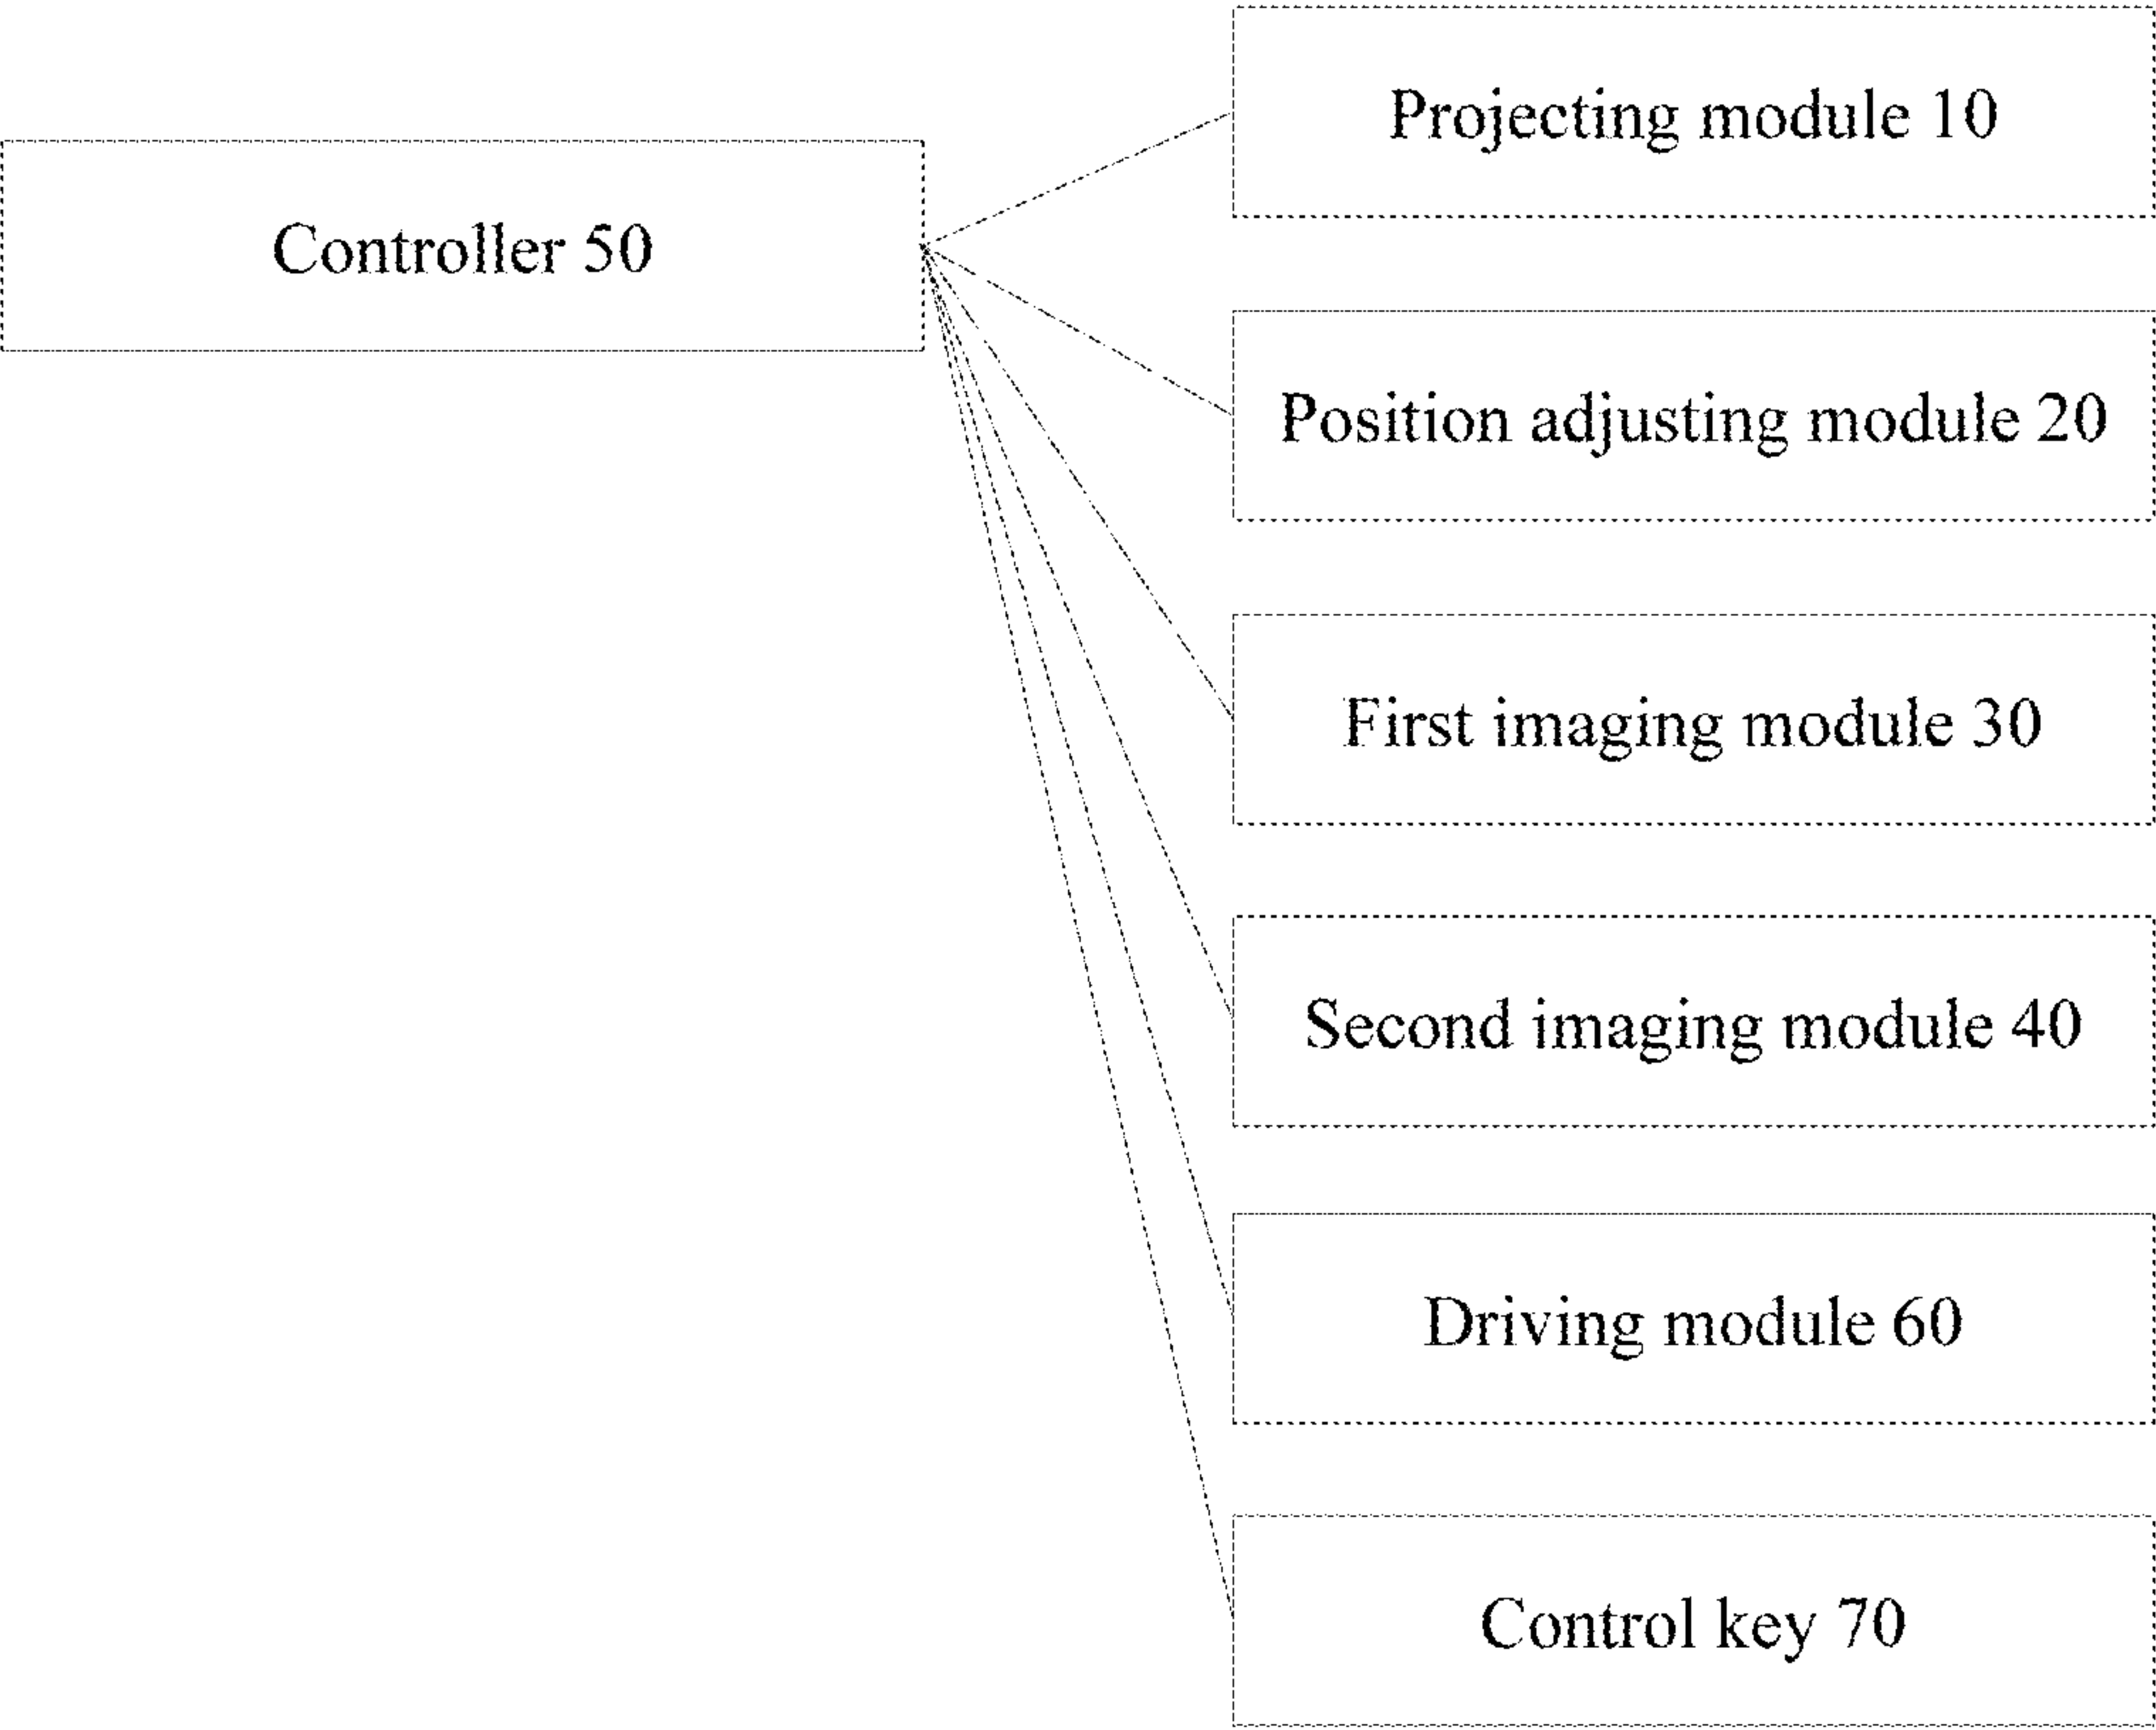 Projecting module 10
Controller 50
Position adjusting module 20
First imaging module 30
Second imaging module 40
Driving module 60
Control key 70